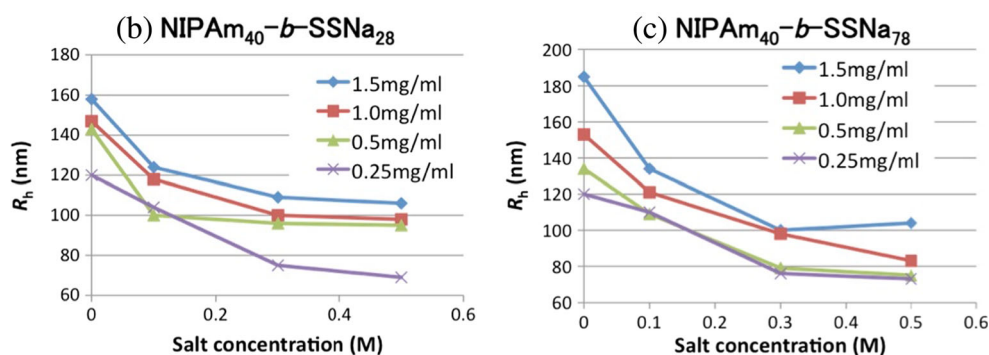 (b) NIPAm40-b-SSNa28
180
160
140
120
100
80
60
Rh (nm)
1.5mg/ml
1.0mg/ml
0.5mg/ml
0.25mg/ml
0
0.2
0.4
0.6
Salt concentration (M)
(c) NIPAm40-b-SSNa78
200
180
160
140
120
100
80
60
Rh (nm)
1.5mg/ml
1.0mg/ml
0.5mg/ml
0.25mg/ml
0
0.1
0.2
0.3
0.4
0.5
0.6
Salt concentration (M)